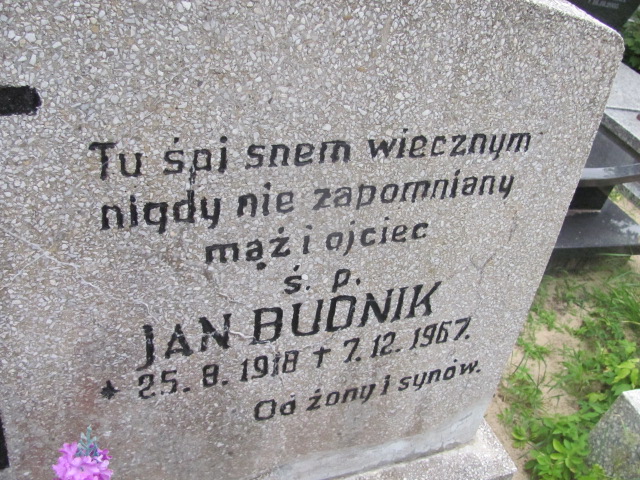 Tu śpi snem wiecznym
nigdy nie zapomniany
mąż i ojciec
ś. p.
JAN BUDNIK
* 25. 8. 1918 † 7. 12. 1967.
Od żony i synów.